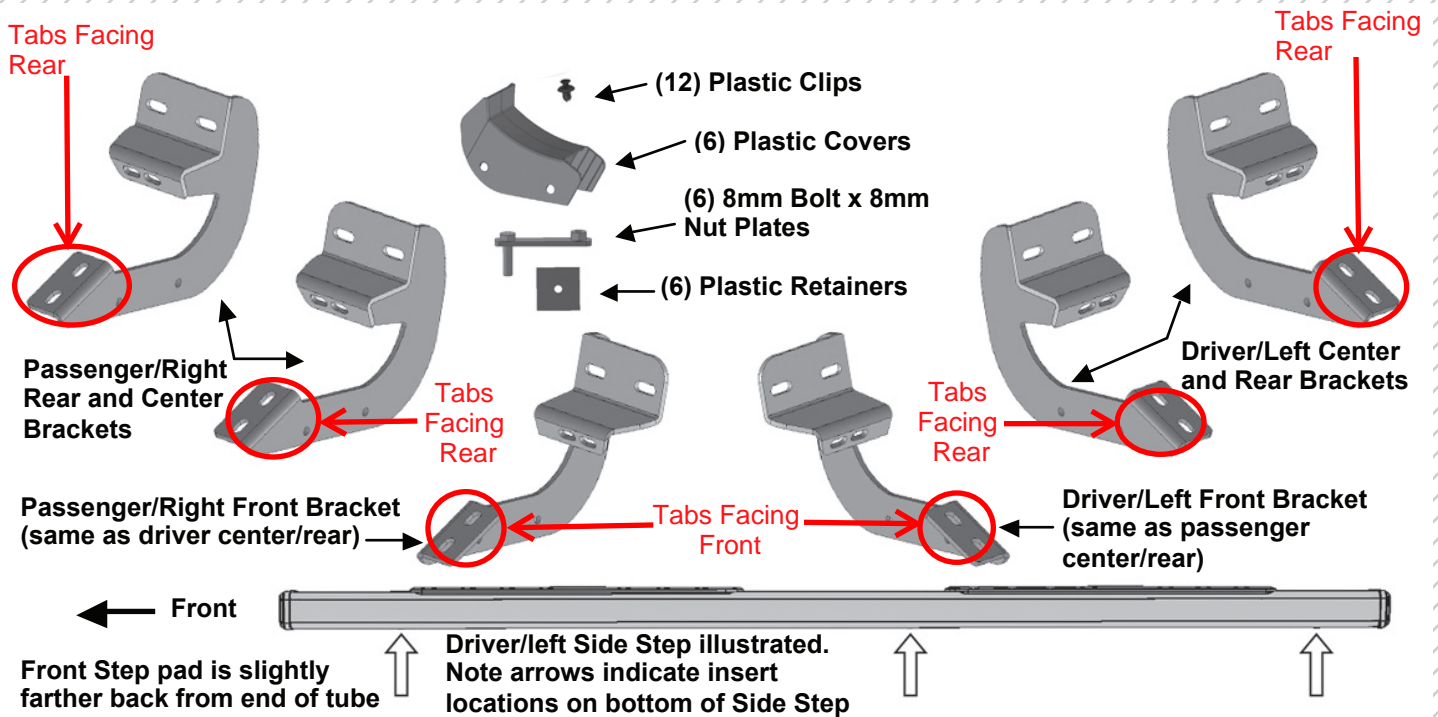 Tabs Facing
Rear
Tabs Facing
Rear
(12) Plastic Clips
(6) Plastic Covers
(6) 8mm Bolt x 8mm
Nut Plates
(6) Plastic Retainers
Passenger/Right
Rear and Center
Brackets
Driver/Left Center
and Rear Brackets
Tabs
Facing
Rear
Tabs
Facing
Rear
Passenger/Right Front Bracket
(same as driver center/rear)
Tabs Facing
Front
Driver/Left Front Bracket
(same as passenger
center/rear)
Front
Front Step pad is slightly
farther back from end of tube
Driver/left Side Step illustrated.
Note arrows indicate insert
locations on bottom of Side Step